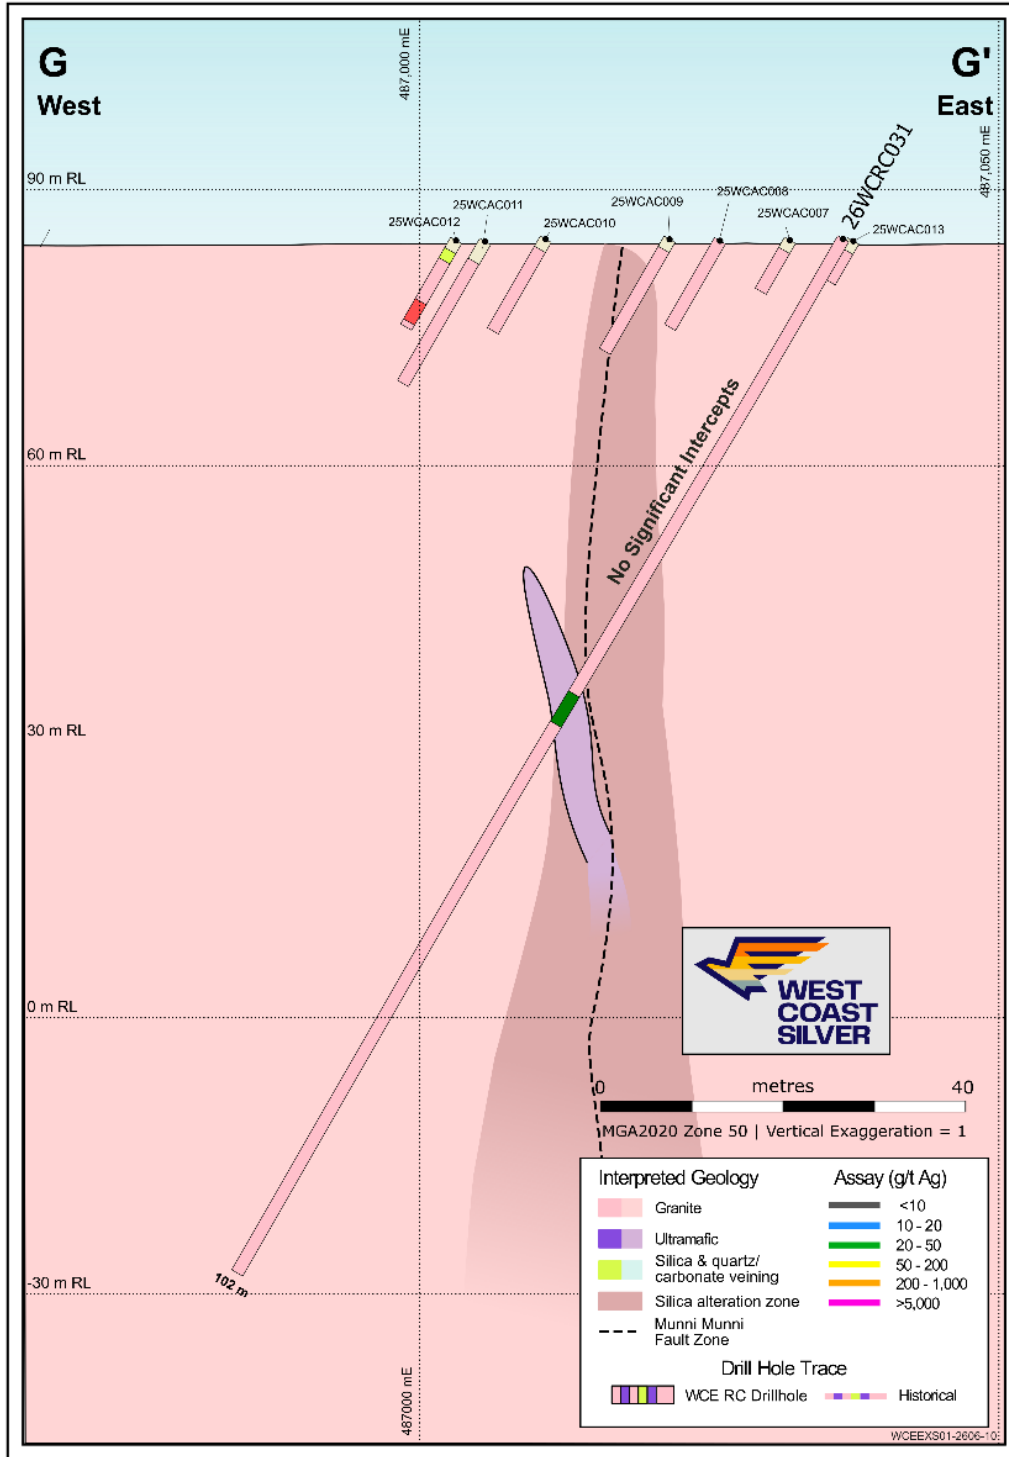 G
West
G'
East
487,000 mE
487,050 mE
90 m RL
26WCRC031
25WCAC012
25WCAC011
25WCAC010
25WCAC009
25WCAC008
25WCAC007
25WCAC013
60 m RL
No Significant Intercepts
30 m RL
0 m RL
WEST
COAST
SILVER
0 metres 40
MGA2020 Zone 50 | Vertical Exaggeration = 1
-30 m RL
102 m
487000 mE
Interpreted Geology
Granite
Ultramafic
Silica & quartz/
carbonate veining
Silica alteration zone
Munni Munni
Fault Zone
Assay (g/t Ag)
<10
10 - 20
20 - 50
50 - 200
200 - 1,000
>5,000
Drill Hole Trace
WCE RC Drillhole
Historical
WCEEXS01-2606-10